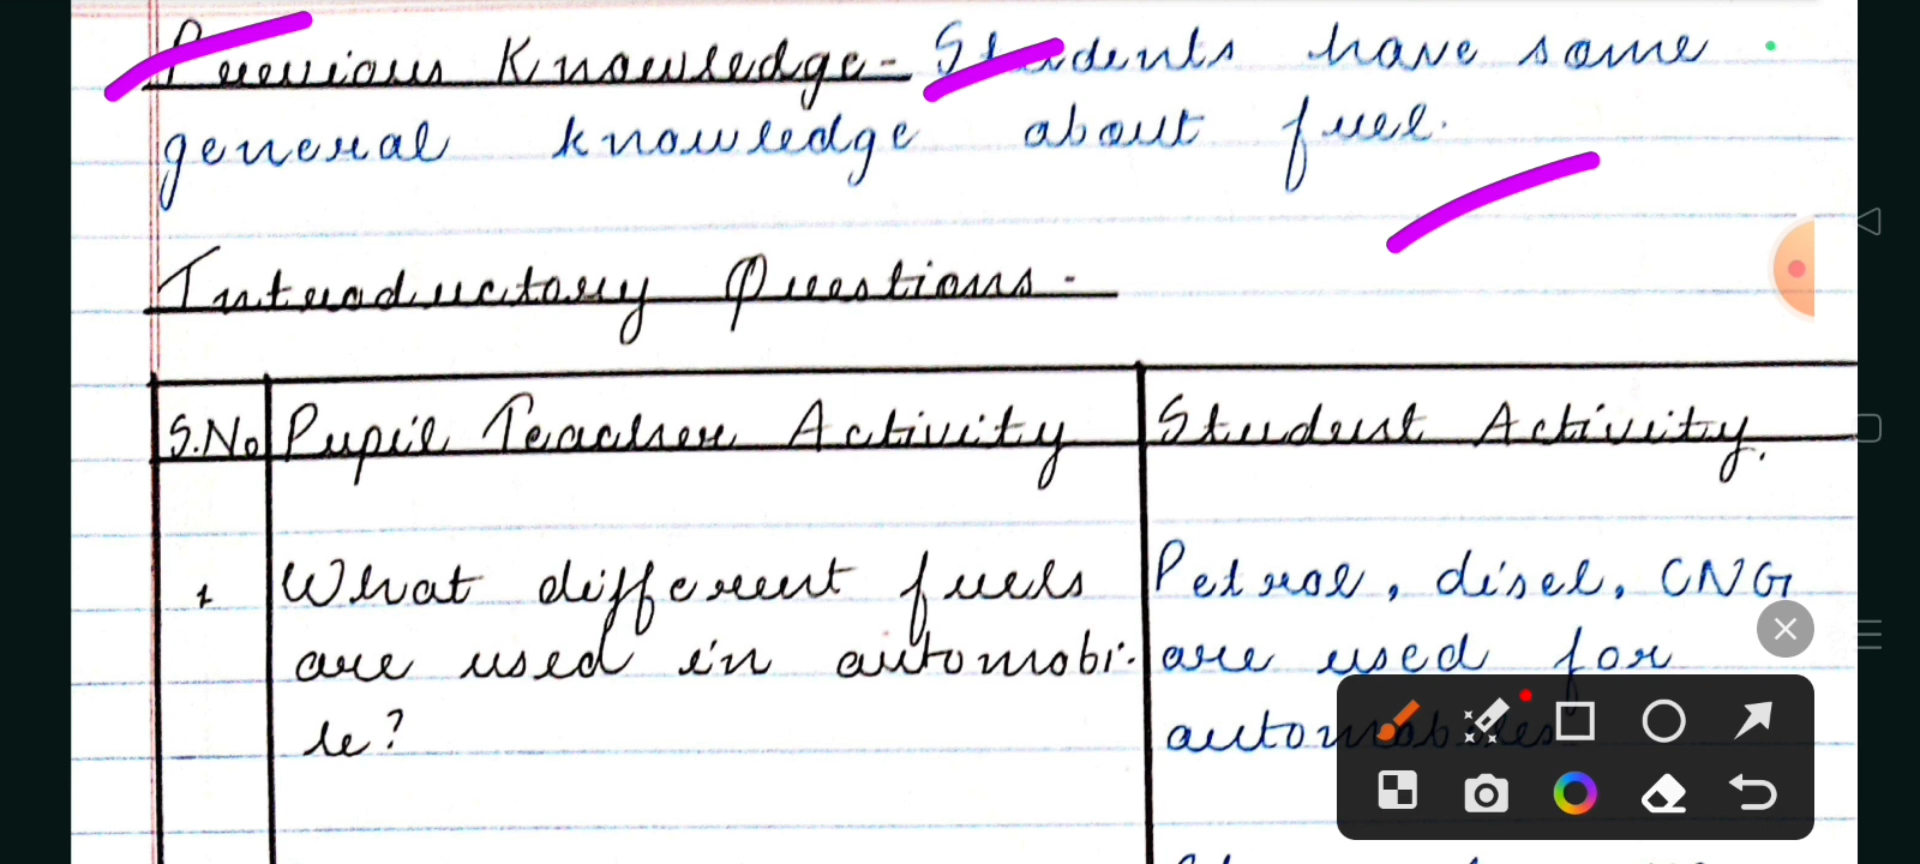 Previous Knowledge- Students have some
general knowledge about fuel.
Introductory Questions-
S.No Pupil Teacher Activity Student Activity.
1 What different fuels Petrol, disel, CNG
are used in automobi- are used for
le? automobiles